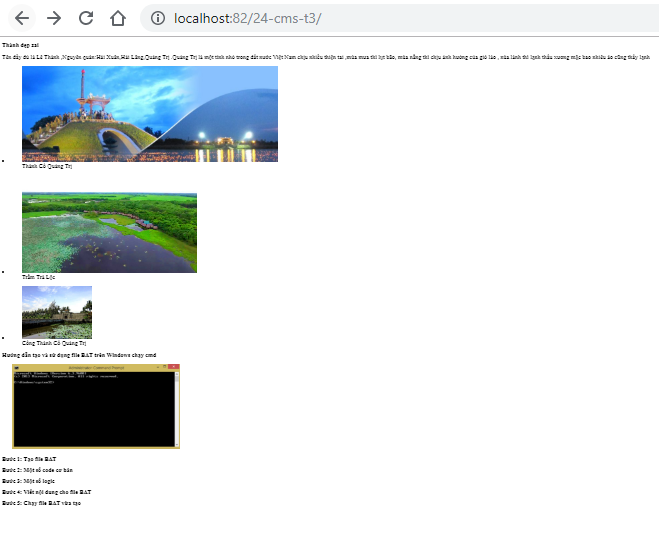 localhost:82/24-cms-t3/
Thành đẹp zai
Tên đầy đủ là Lê Thành ,Nguyên quán:Hải Xuân,Hải Lăng,Quảng Trị .Quảng Trị là một tỉnh nhỏ trong đất nước Việt Nam chịu nhiều thiên tai ,mùa mưa thì lụt bão, mùa nắng thì chịu ảnh hưởng của gió lào , mùa lành thì lạnh thấu xương mặc bao nhiêu áo cũng thấy lạnh
Thành Cổ Quảng Trị
Trằm Trà Lộc
Cổng Thành Cổ Quảng Trị
Hướng dẫn tạo và sử dụng file BAT trên Windows chạy cmd
Administrator: Command Prompt
Bước 1: Tạo file BAT
Bước 2: Một số code cơ bản
Bước 3: Một số logic
Bước 4: Viết nội dung cho file BAT
Bước 5: Chạy file BAT vừa tạo